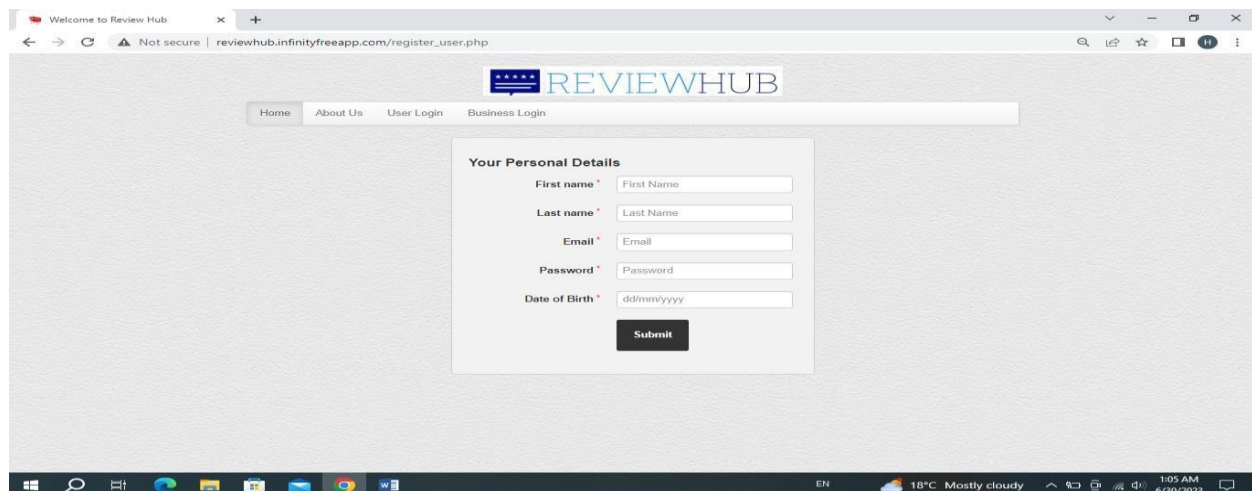 Welcome to Review Hub
Not secure | reviewhub.infinityfreeapp.com/register_user.php
H
REVIEWHUB
Home About Us User Login Business Login
Your Personal Details
First name * First Name
Last name * Last Name
Email * Email
Password * Password
Date of Birth * dd/mm/yyyy
Submit
EN 18°C Mostly cloudy 1:05 AM